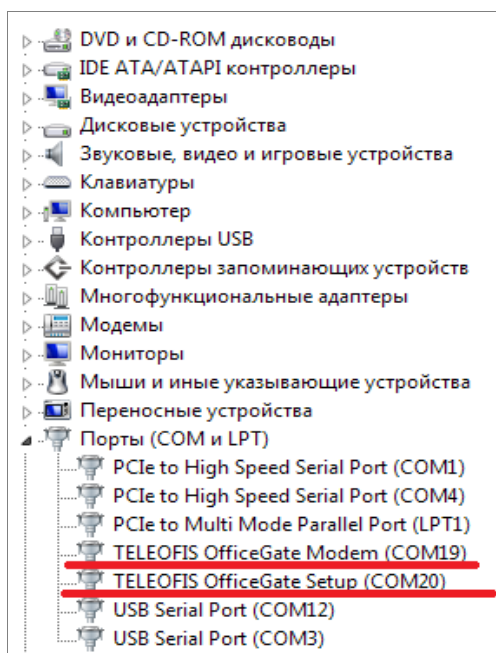 DVD и CD-ROM дисководы
IDE ATA/ATAPI контроллеры
Видеоадаптеры
Дисковые устройства
Звуковые, видео и игровые устройства
Клавиатуры
Компьютер
Контроллеры USB
Контроллеры запоминающих устройств
Многофункциональные адаптеры
Модемы
Мониторы
Мыши и иные указывающие устройства
Переносные устройства
Порты (COM и LPT)
PCIe to High Speed Serial Port (COM1)
PCIe to High Speed Serial Port (COM4)
PCIe to Multi Mode Parallel Port (LPT1)
TELEOFIS OfficeGate Modem (COM19)
TELEOFIS OfficeGate Setup (COM20)
USB Serial Port (COM12)
USB Serial Port (COM3)